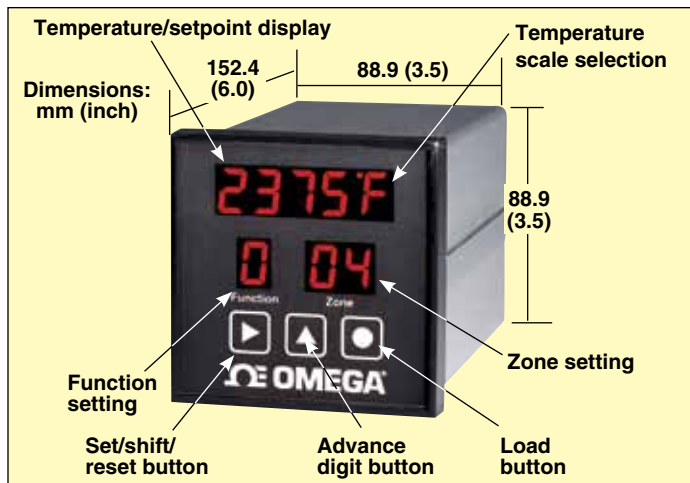 Temperature/setpoint display
Temperature
scale selection
Dimensions:
mm (inch)
152.4
(6.0)
88.9 (3.5)
88.9
(3.5)
2375°F
0
04
Function
Zone
OMEGA®
Function
setting
Zone setting
Set/shift/
reset button
Advance
digit button
Load
button